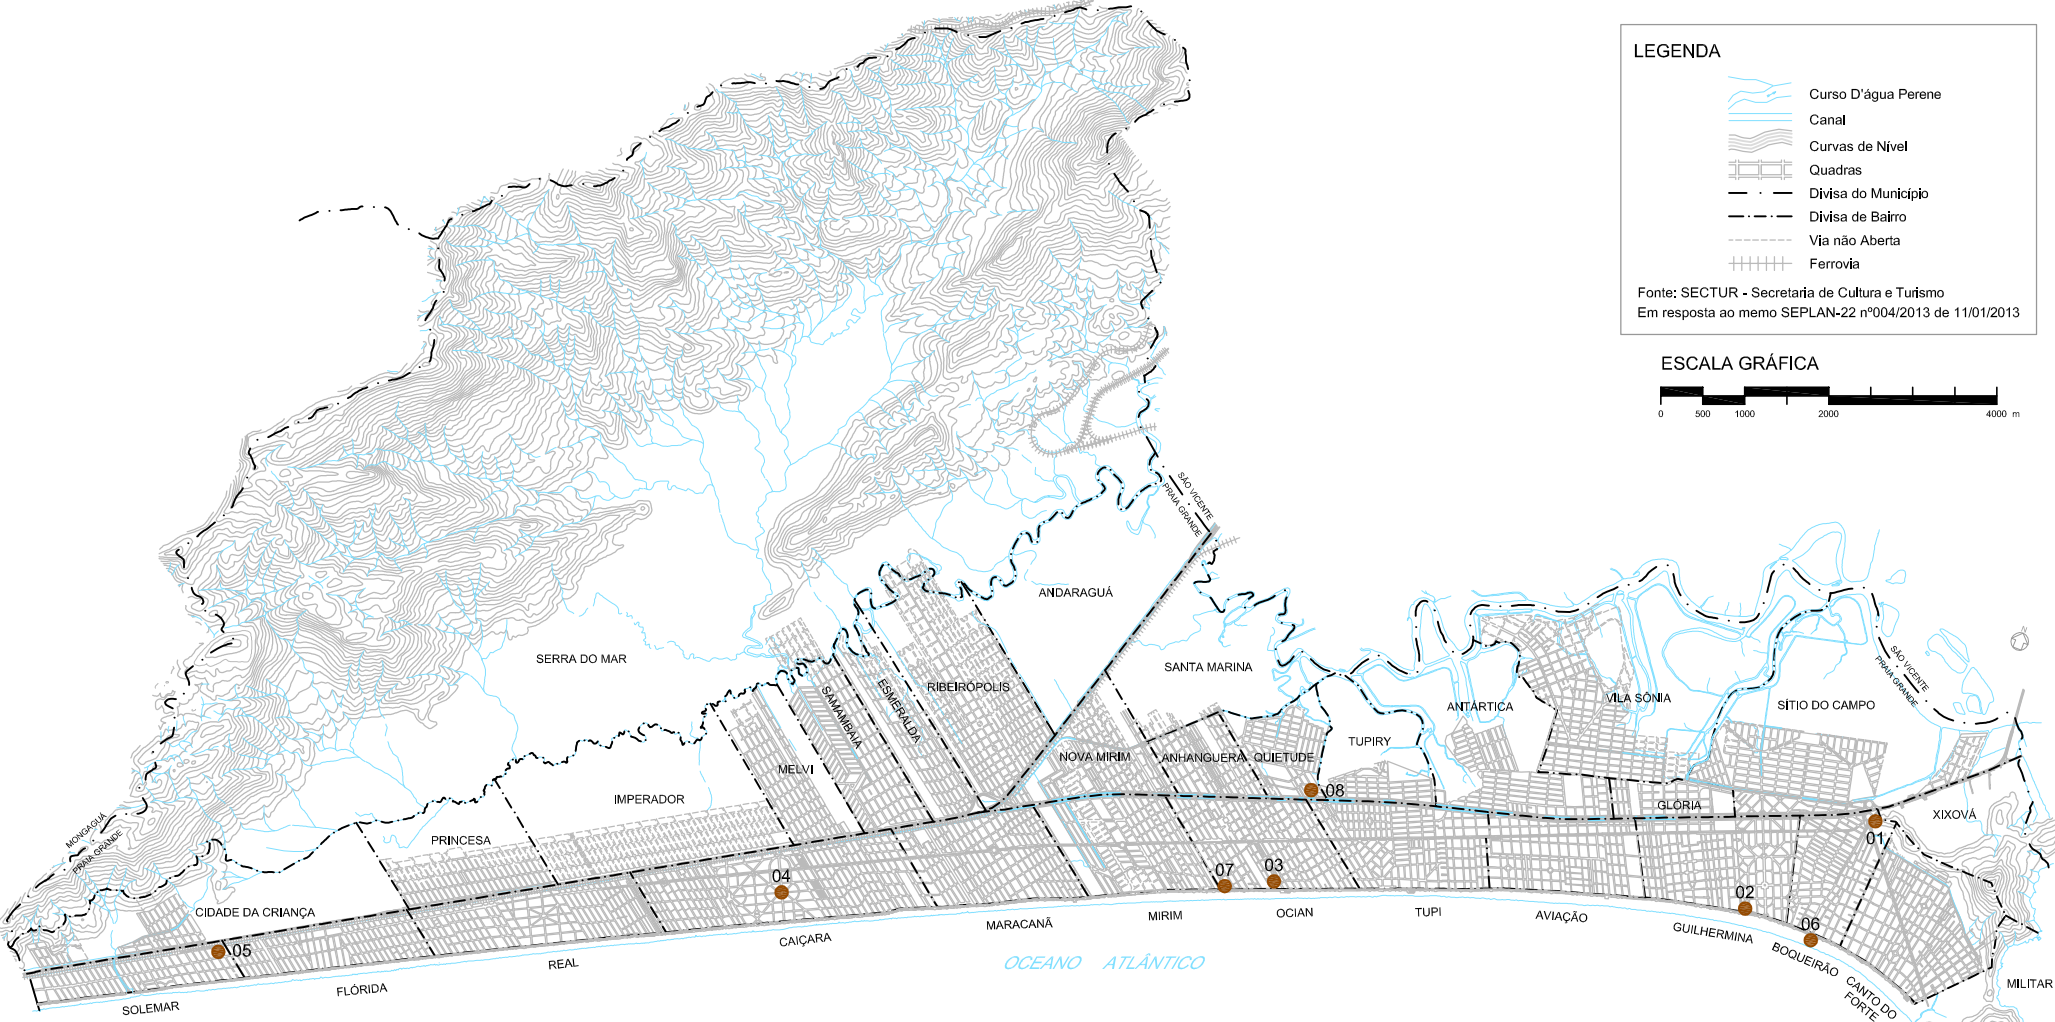 LEGENDA
Curso D'água Perene
Canal
Curvas de Nível
Quadras
Divisa do Município
Divisa de Bairro
Via não Aberta
Ferrovia
Fonte: SECTUR - Secretaria de Cultura e Turismo
Em resposta ao memo SEPLAN-22 nº004/2013 de 11/01/2013
ESCALA GRÁFICA
0 500 1000 2000 4000 m
SÃO VICENTE
PRAIA GRANDE
ANDARAGUÁ
SERRA DO MAR
SANTA MARINA
SÃO VICENTE
PRAIA GRANDE
RIBEIRÓPOLIS
ESMERALDA
SAMAMBAIA
VILA SÔNIA
SÍTIO DO CAMPO
ANTÁRTICA
TUPIRY
NOVA MIRIM
ANHANGUERA
QUIETUDE
MELVI
IMPERADOR
08
GLÓRIA
XIXOVÁ
MONGAGUÁ
PRAIA GRANDE
PRINCESA
01
04
07
03
02
CIDADE DA CRIANÇA
05
06
MARACANÃ
MIRIM
OCIAN
TUPI
AVIAÇÃO
GUILHERMINA
CAIÇARA
BOQUEIRÃO
REAL
OCEANO ATLÂNTICO
FLÓRIDA
CANTO DO
FORTE
MILITAR
SOLEMAR